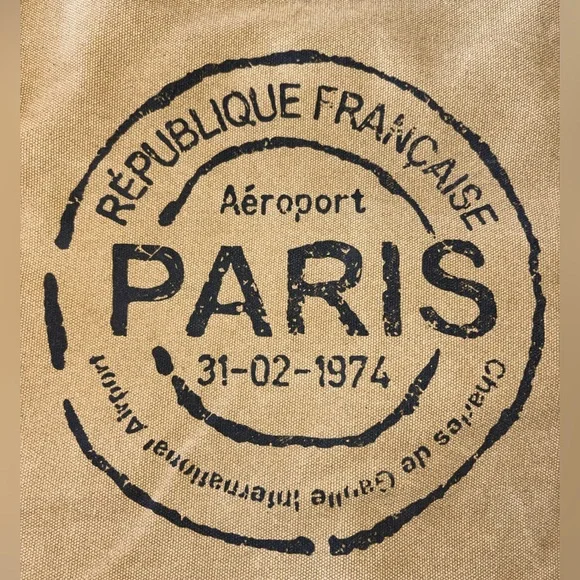 RÉPUBLIQUE FRANÇAISE
Aéroport
PARIS
31-02-1974
Charles de Gaulle International Airport